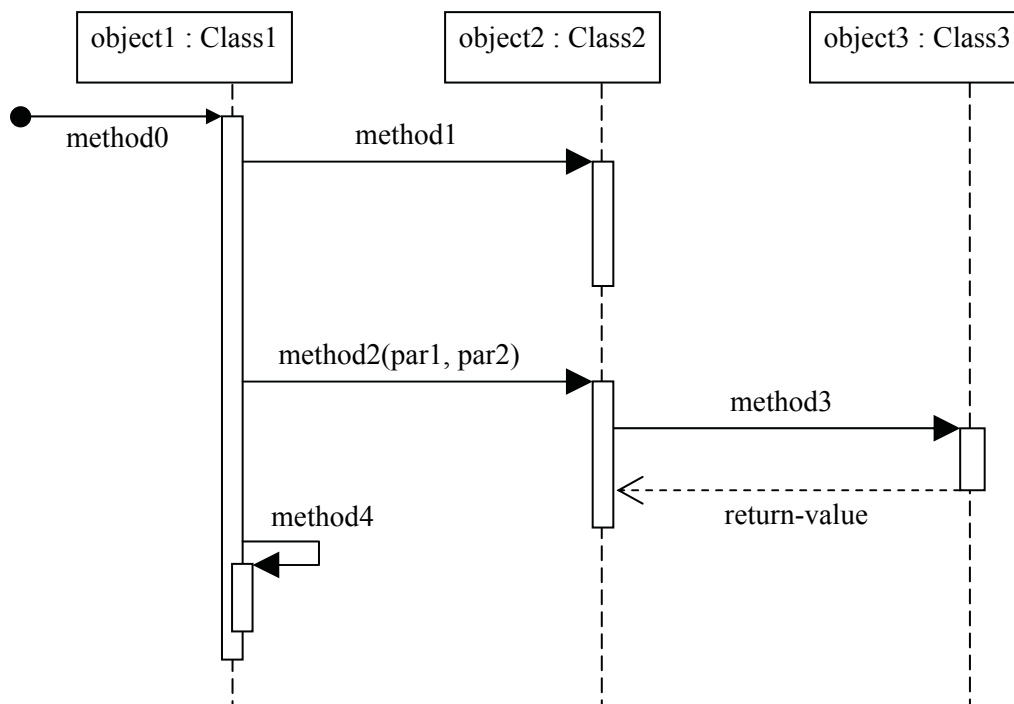 object1 : Class1
object2 : Class2
object3 : Class3
method0
method1
method2(par1, par2)
method3
return-value
method4